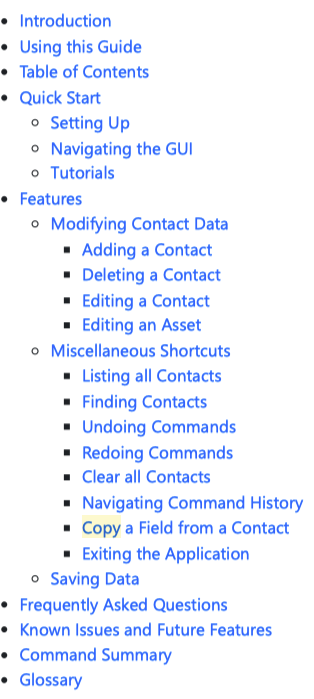 Introduction
Using this Guide
Table of Contents
Quick Start
Setting Up
Navigating the GUI
Tutorials
Features
Modifying Contact Data
Adding a Contact
Deleting a Contact
Editing a Contact
Editing an Asset
Miscellaneous Shortcuts
Listing all Contacts
Finding Contacts
Undoing Commands
Redoing Commands
Clear all Contacts
Navigating Command History
Copy a Field from a Contact
Exiting the Application
Saving Data
Frequently Asked Questions
Known Issues and Future Features
Command Summary
Glossary